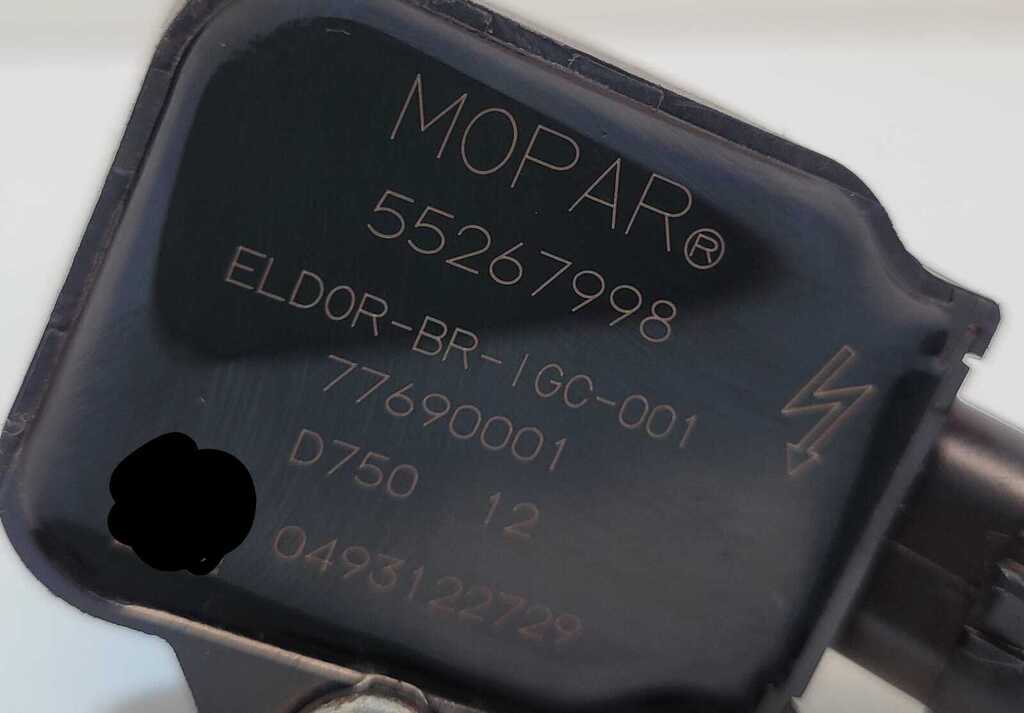 MOPAR®
55267998
ELDOR-BR-IGC-001
77690001
D750 12
0493122729